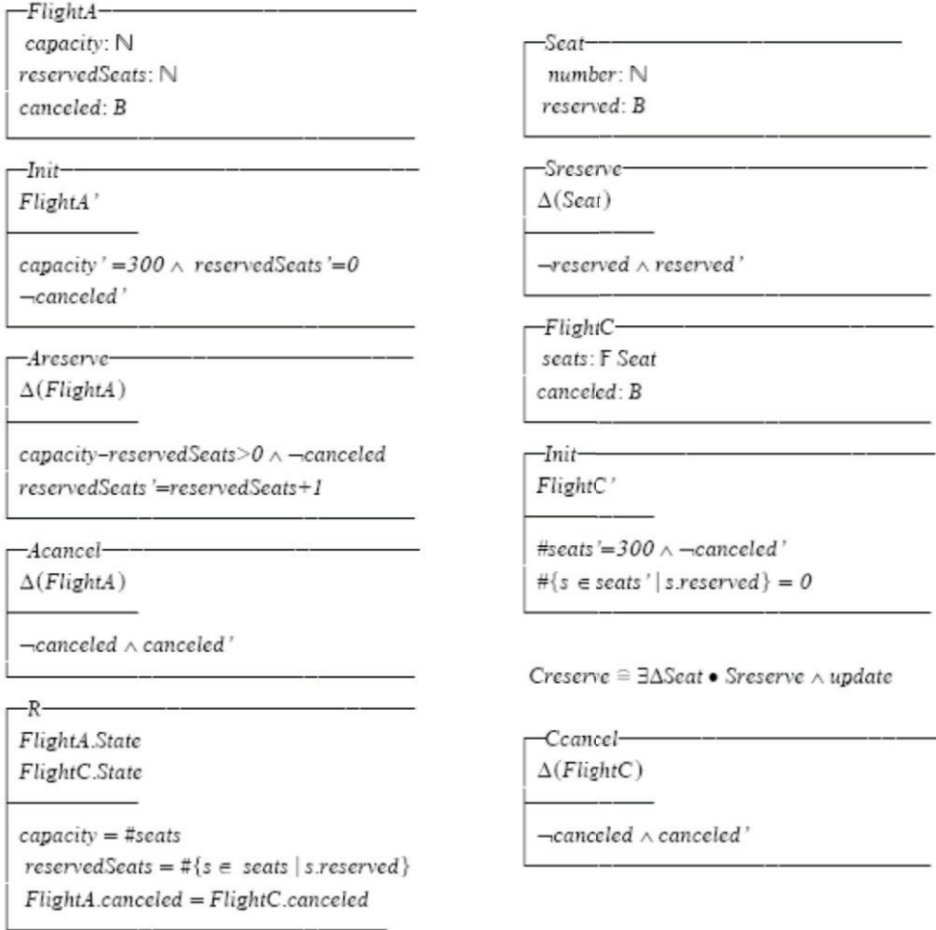 FlightA
capacity: ℕ
reservedSeats: ℕ
canceled: B
Init
FlightA'
capacity'=300 ∧ reservedSeats'=0
¬canceled'
Areserve
Δ(FlightA)
capacity–reservedSeats>0 ∧ ¬canceled
reservedSeats'=reservedSeats+1
Acancel
Δ(FlightA)
¬canceled ∧ canceled'
R
FlightA.State
FlightC.State
capacity = #seats
reservedSeats = #{s ∈ seats | s.reserved}
FlightA.canceled = FlightC.canceled
Seat
number: ℕ
reserved: B
Sreserve
Δ(Seat)
¬reserved ∧ reserved'
FlightC
seats: 𝔽 Seat
canceled: B
Init
FlightC'
#seats'=300 ∧ ¬canceled'
#{s ∈ seats' | s.reserved} = 0
Creserve ≅ ∃ΔSeat • Sreserve ∧ update
Ccancel
Δ(FlightC)
¬canceled ∧ canceled'